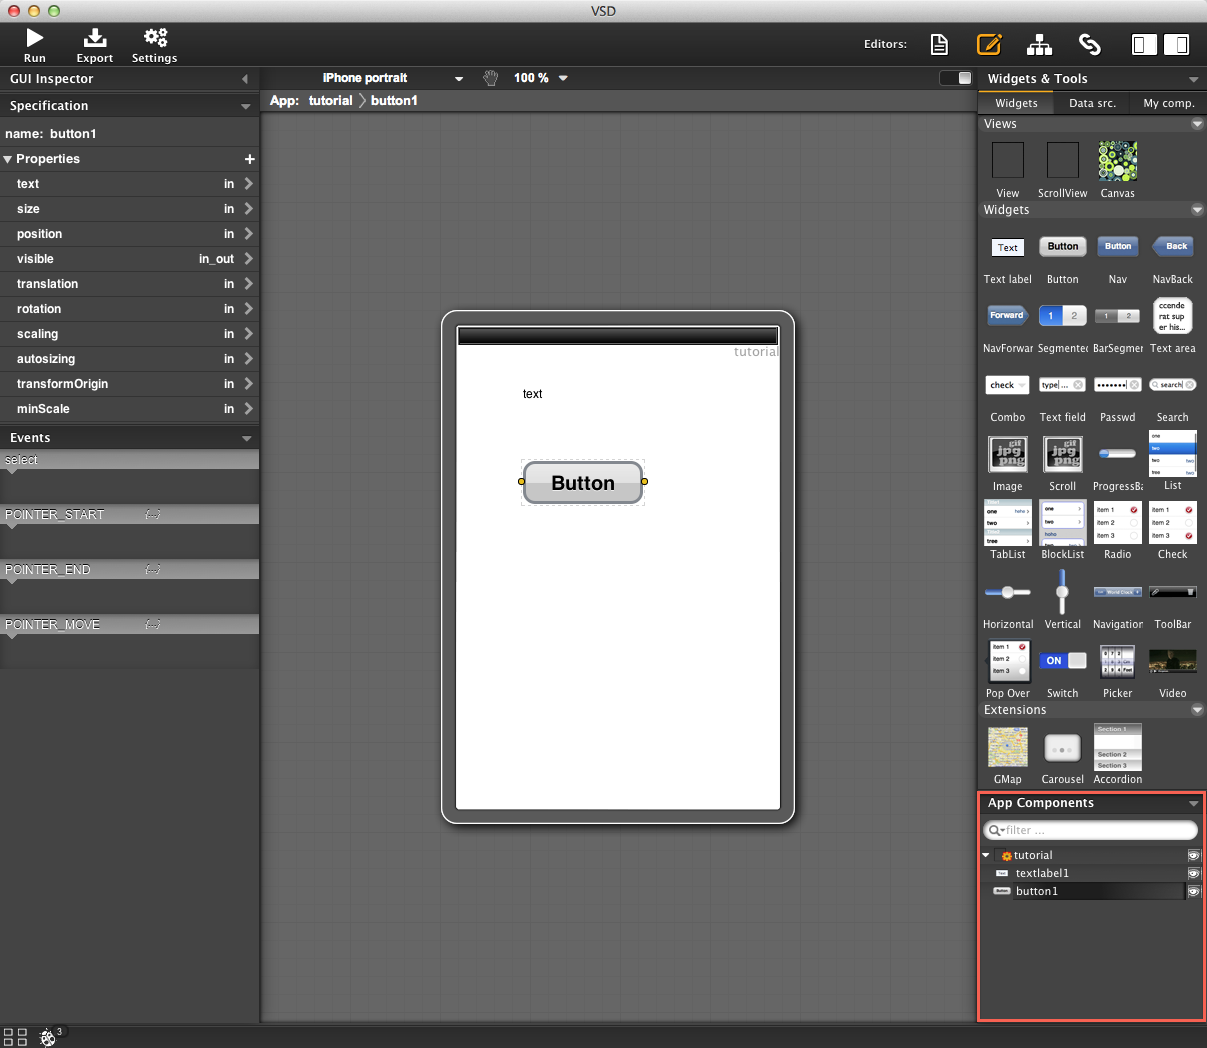 VSD
Run
Export
Settings
Editors:
GUI Inspector
iPhone portrait
100 %
Widgets & Tools
Specification
App: tutorial button1
Widgets
Data src.
My comp.
name: button1
Properties
+
text in
size in
position in
visible in_out
translation in
rotation in
scaling in
autosizing in
transformOrigin in
minScale in
Events
select
POINTER_START {...}
POINTER_END {...}
POINTER_MOVE {...}
3
tutorial
text
Button
Views
View
ScrollView
Canvas
Widgets
Text
Button
Button
Back
Text label
Button
Nav
NavBack
Forward
1 2
1 2
ccende
rat sup
er his...
NavForwar
Segmented
BarSegmer
Text area
check
type|...
•••••••|
search|
Combo
Text field
Passwd
Search
gif
jpg
png
gif
jpg
png
one
two
two two
tree two
Image
Scroll
ProgressBa
List
one hoho
two
tree
one
two
hoho
item 1
item 2
item 3
item 1
item 2
item 3
TabList
BlockList
Radio
Check
World Clock
Horizontal
Vertical
Navigation
ToolBar
item 1
item 2
item 3
ON
Pop Over
Switch
Picker
Video
Extensions
Section 1
Section 2
Section 3
GMap
Carousel
Accordion
App Components
filter ...
tutorial
Text
textlabel1
Button
button1